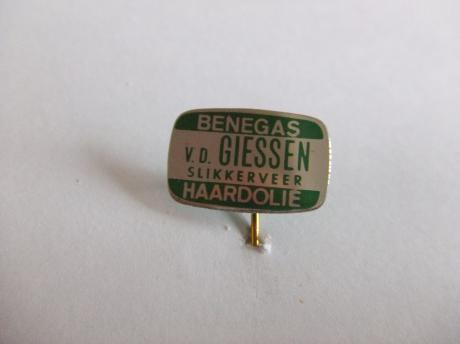 BENEGAS
V.D. GIESSEN
SLIKKERVEER
HAARDOLIE